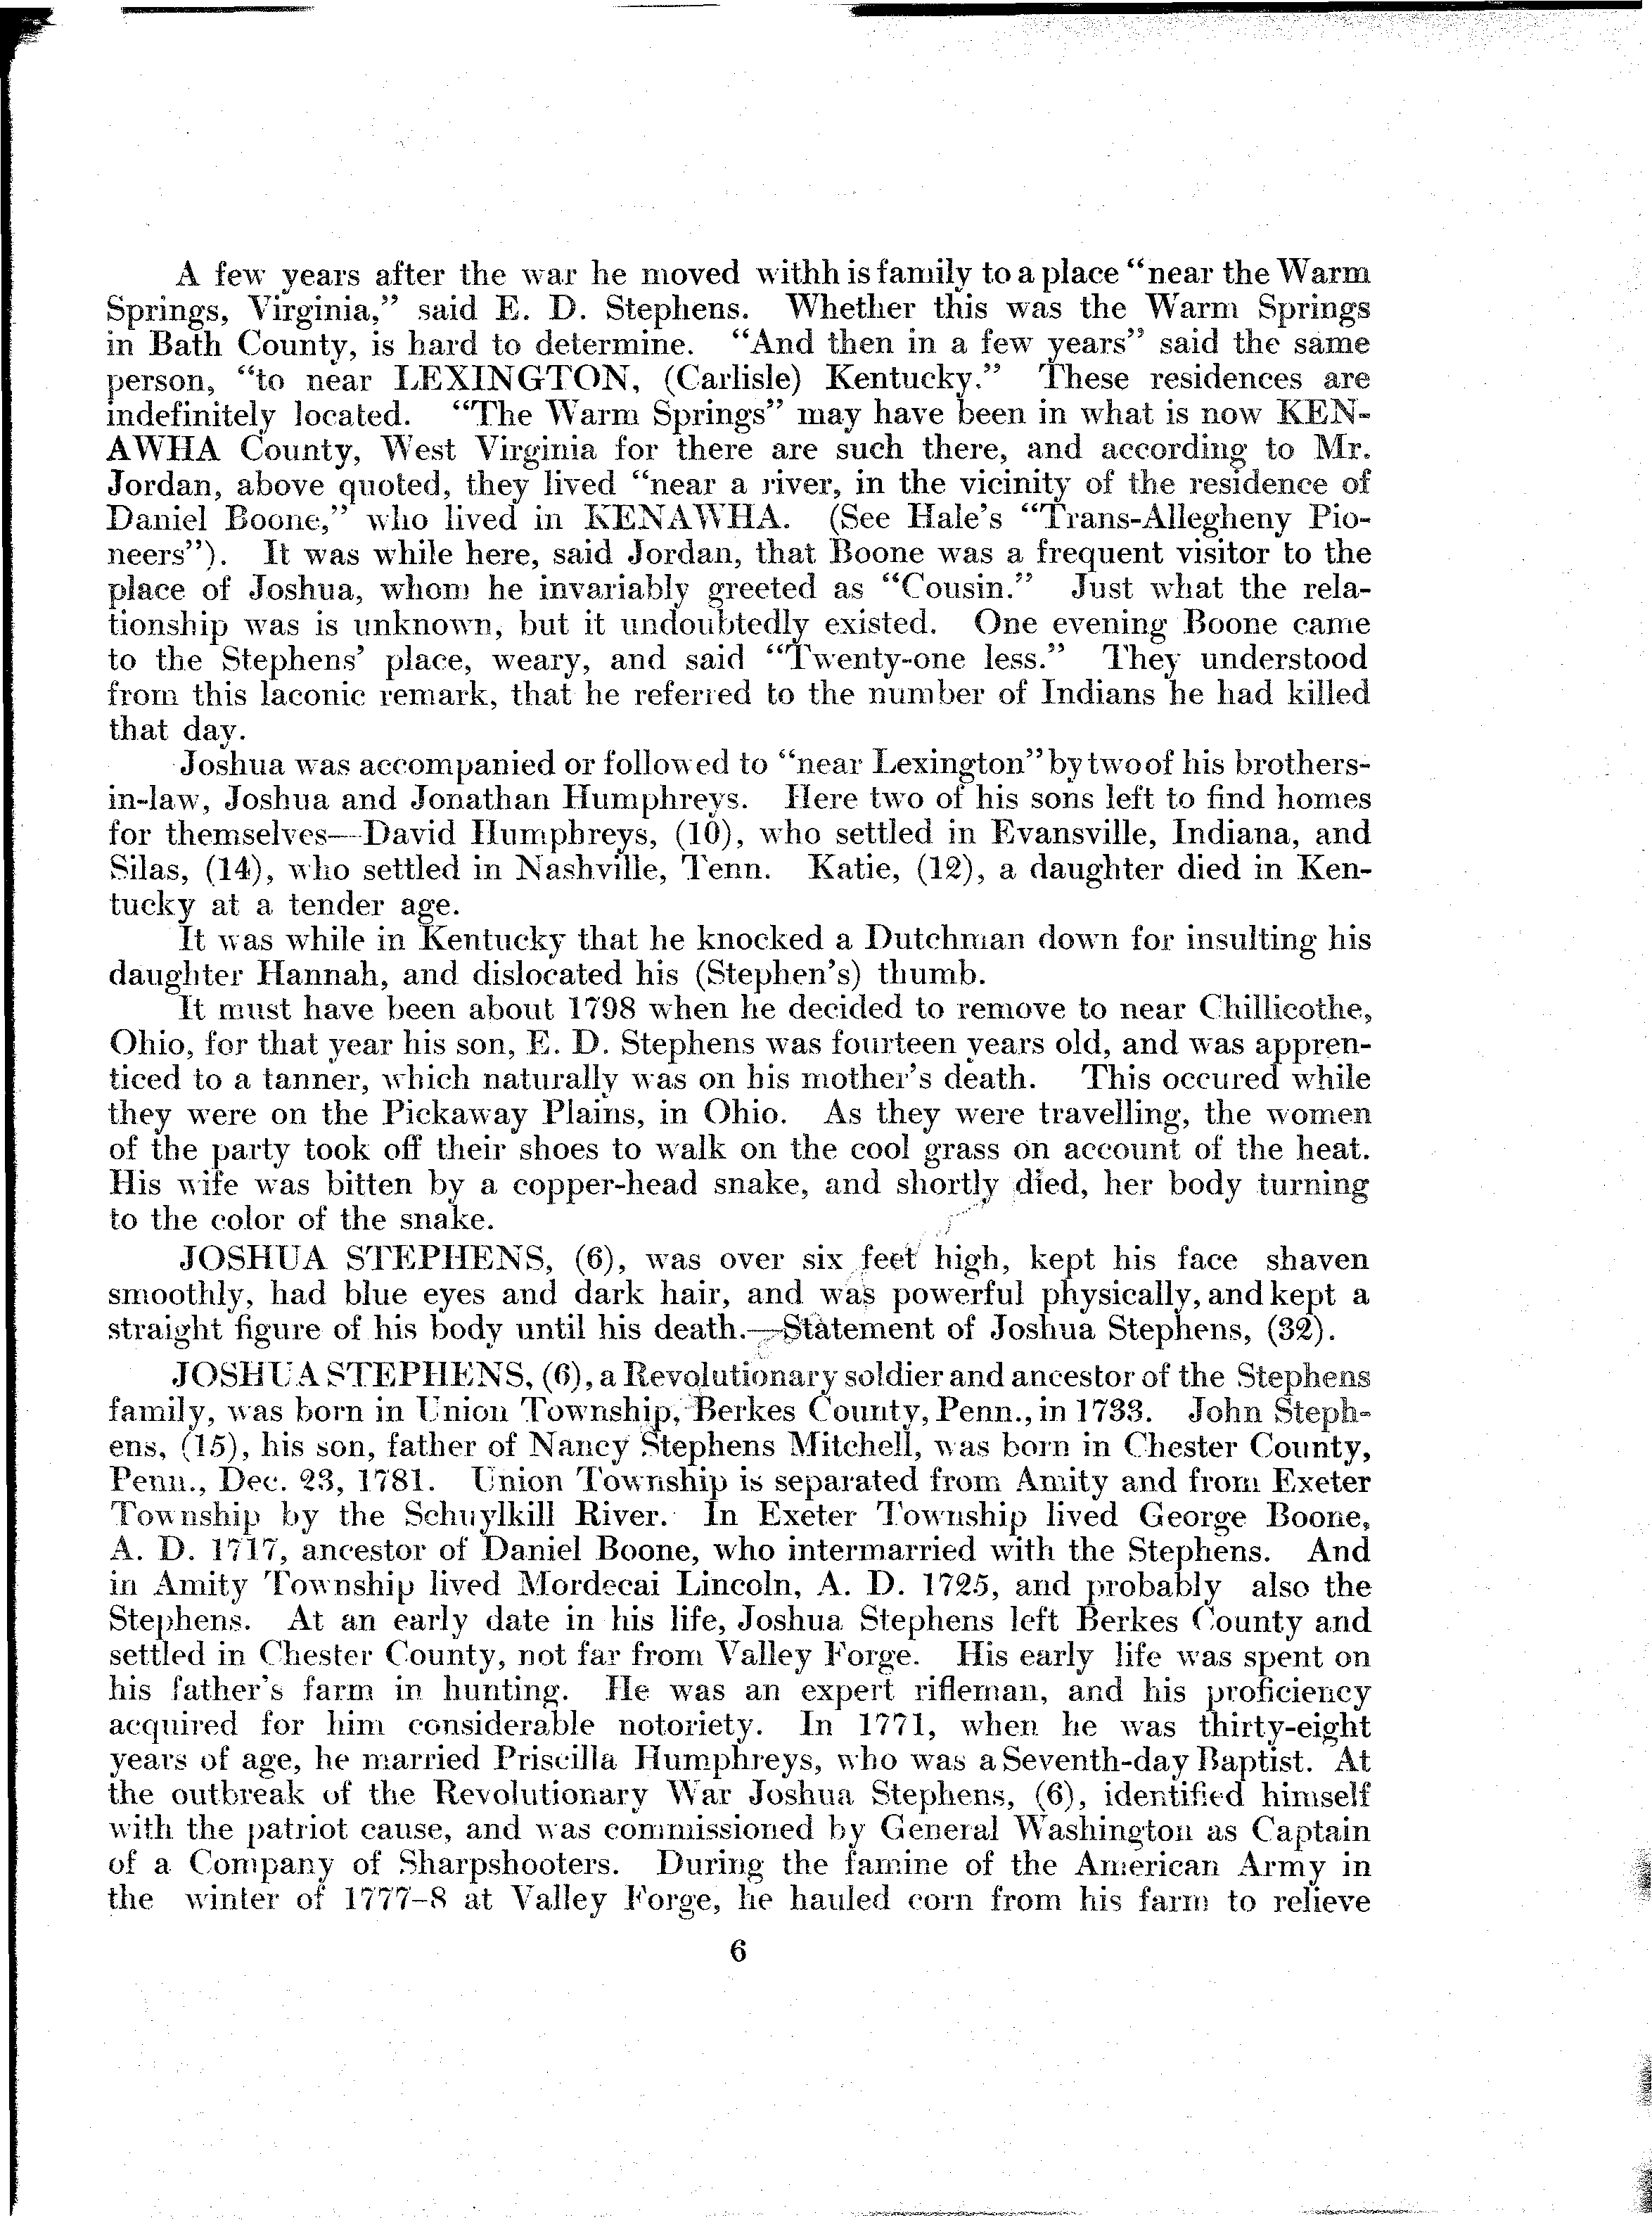 A few years after the war he moved withh is family to a place “near the Warm
Springs, Virginia,” said E. D. Stephens. Whether this was the Warm Springs
in Bath County, is hard to determine. “And then in a few years” said the same
person, “to near LEXINGTON, (Carlisle) Kentucky.” These residences are
indefinitely located. “The Warm Springs” may have been in what is now KEN-
AWHA County, West Virginia for there are such there, and according to Mr.
Jordan, above quoted, they lived “near a river, in the vicinity of the residence of
Daniel Boone,” who lived in KENAWHA. (See Hale’s “Trans-Allegheny Pio-
neers”). It was while here, said Jordan, that Boone was a frequent visitor to the
place of Joshua, whom he invariably greeted as “Cousin.” Just what the rela-
tionship was is unknown, but it undoubtedly existed. One evening Boone came
to the Stephens’ place, weary, and said “Twenty-one less.” They understood
from this laconic remark, that he referred to the number of Indians he had killed
that day.
Joshua was accompanied or followed to “near Lexington” by two of his brothers-
in-law, Joshua and Jonathan Humphreys. Here two of his sons left to find homes
for themselves—David Humphreys, (10), who settled in Evansville, Indiana, and
Silas, (14), who settled in Nashville, Tenn. Katie, (12), a daughter died in Ken-
tucky at a tender age.
It was while in Kentucky that he knocked a Dutchman down for insulting his
daughter Hannah, and dislocated his (Stephen’s) thumb.
It must have been about 1798 when he decided to remove to near Chillicothe,
Ohio, for that year his son, E. D. Stephens was fourteen years old, and was appren-
ticed to a tanner, which naturally was on his mother’s death. This occured while
they were on the Pickaway Plains, in Ohio. As they were travelling, the women
of the party took off their shoes to walk on the cool grass on account of the heat.
His wife was bitten by a copper-head snake, and shortly died, her body turning
to the color of the snake.
JOSHUA STEPHENS, (6), was over six feet high, kept his face shaven
smoothly, had blue eyes and dark hair, and was powerful physically, and kept a
straight figure of his body until his death.—Statement of Joshua Stephens, (32).
JOSHUA STEPHENS, (6), a Revolutionary soldier and ancestor of the Stephens
family, was born in Union Township, Berkes County, Penn., in 1733. John Steph-
ens, (15), his son, father of Nancy Stephens Mitchell, was born in Chester County,
Penn., Dec. 23, 1781. Union Township is separated from Amity and from Exeter
Township by the Schuylkill River. In Exeter Township lived George Boone,
A. D. 1717, ancestor of Daniel Boone, who intermarried with the Stephens. And
in Amity Township lived Mordecai Lincoln, A. D. 1725, and probably also the
Stephens. At an early date in his life, Joshua Stephens left Berkes County and
settled in Chester County, not far from Valley Forge. His early life was spent on
his father’s farm in hunting. He was an expert rifleman, and his proficiency
acquired for him considerable notoriety. In 1771, when he was thirty-eight
years of age, he married Priscilla Humphreys, who was a Seventh-day Baptist. At
the outbreak of the Revolutionary War Joshua Stephens, (6), identified himself
with the patriot cause, and was commissioned by General Washington as Captain
of a Company of Sharpshooters. During the famine of the American Army in
the winter of 1777-8 at Valley Forge, he hauled corn from his farm to relieve
6